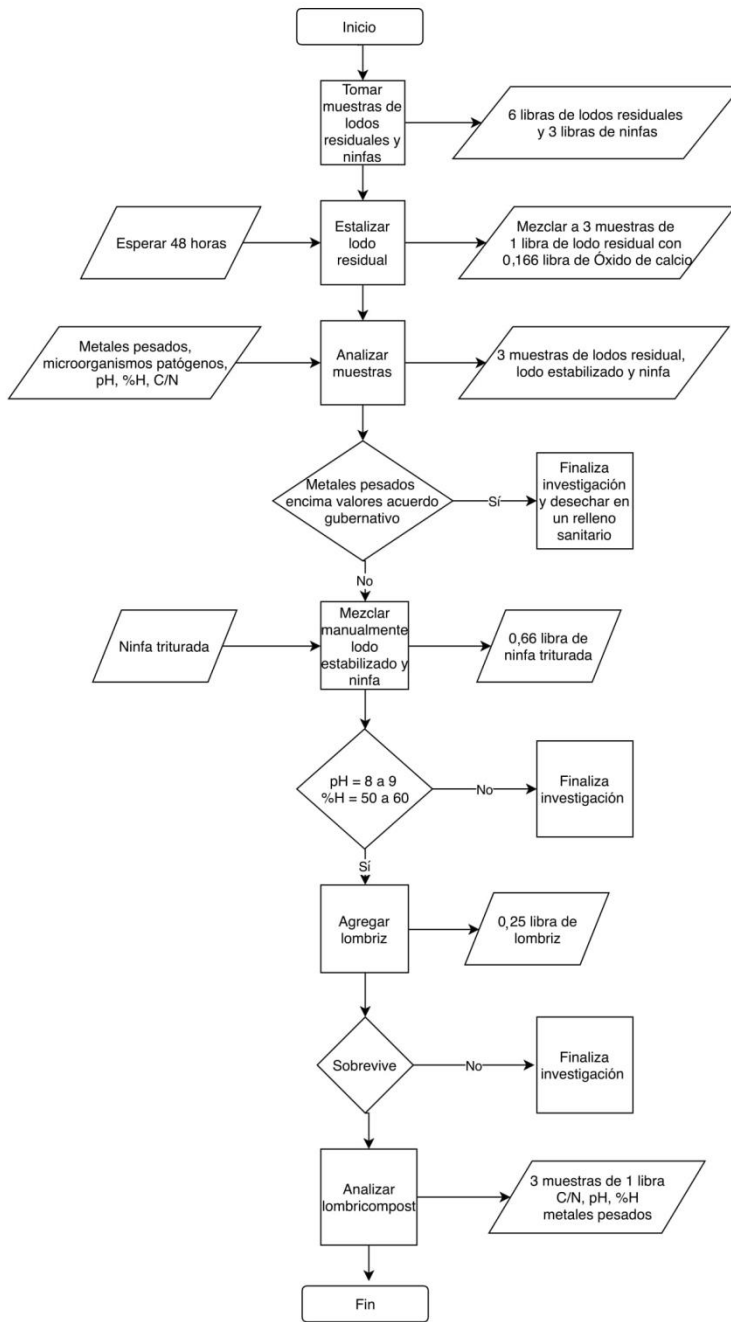 Inicio
Tomar
muestras de
lodos
residuales y
ninfas
6 libras de lodos residuales
y 3 libras de ninfas
Esperar 48 horas
Estalizar
lodo
residual
Mezclar a 3 muestras de
1 libra de lodo residual con
0,166 libra de Óxido de calcio
Metales pesados,
microorganismos patógenos,
pH, %H, C/N
Analizar
muestras
3 muestras de lodos residual,
lodo estabilizado y ninfa
Metales pesados
encima valores acuerdo
gubernativo
Sí
Finaliza
investigación
y desechar en
un relleno
sanitario
No
Ninfa triturada
Mezclar
manualmente
lodo
estabilizado y
ninfa
0,66 libra de
ninfa triturada
pH = 8 a 9
%H = 50 a 60
No
Finaliza
investigación
Sí
Agregar
lombriz
0,25 libra de
lombriz
Sobrevive
No
Finaliza
investigación
Analizar
lombricompost
3 muestras de 1 libra
C/N, pH, %H
metales pesados
Fin